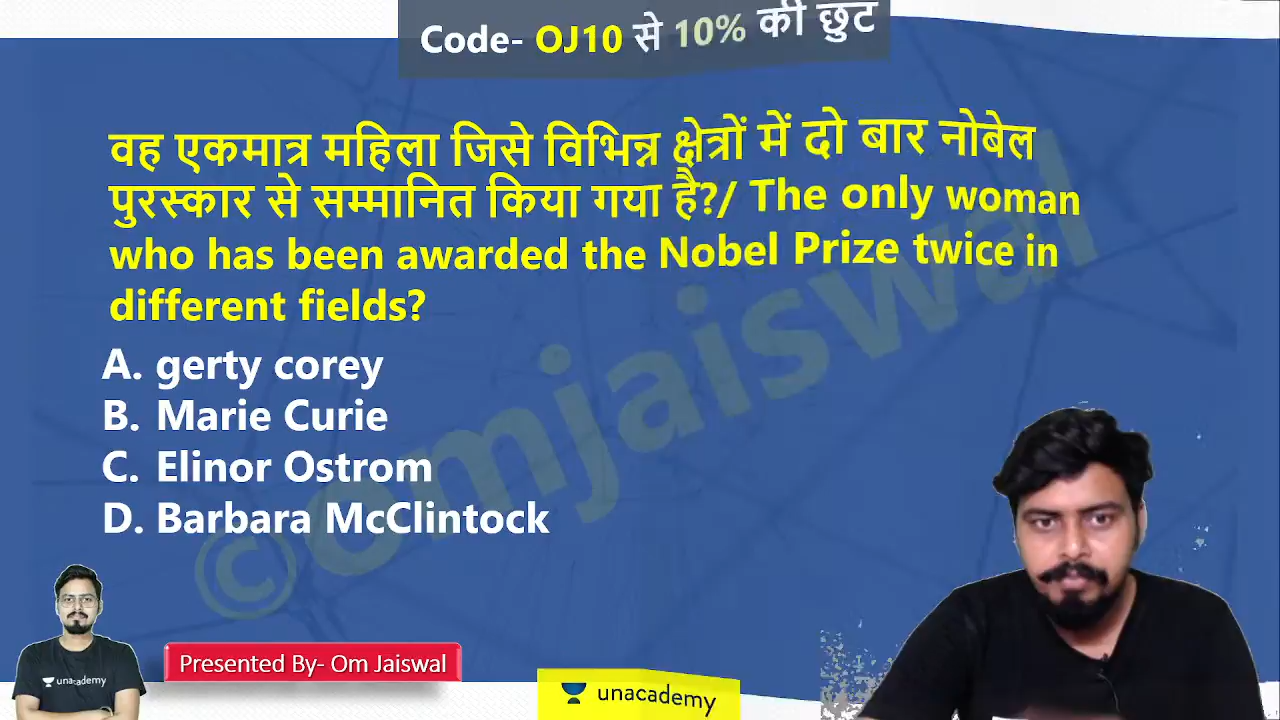 Code- OJ10 से 10% की छुट
वह एकमात्र महिला जिसे विभिन्न क्षेत्रों में दो बार नोबेल
पुरस्कार से सम्मानित किया गया है?/ The only woman
who has been awarded the Nobel Prize twice in
different fields?
A. gerty corey
B. Marie Curie
C. Elinor Ostrom
D. Barbara McClintock
©omjaiswal
unacademy
Presented By- Om Jaiswal
unacademy